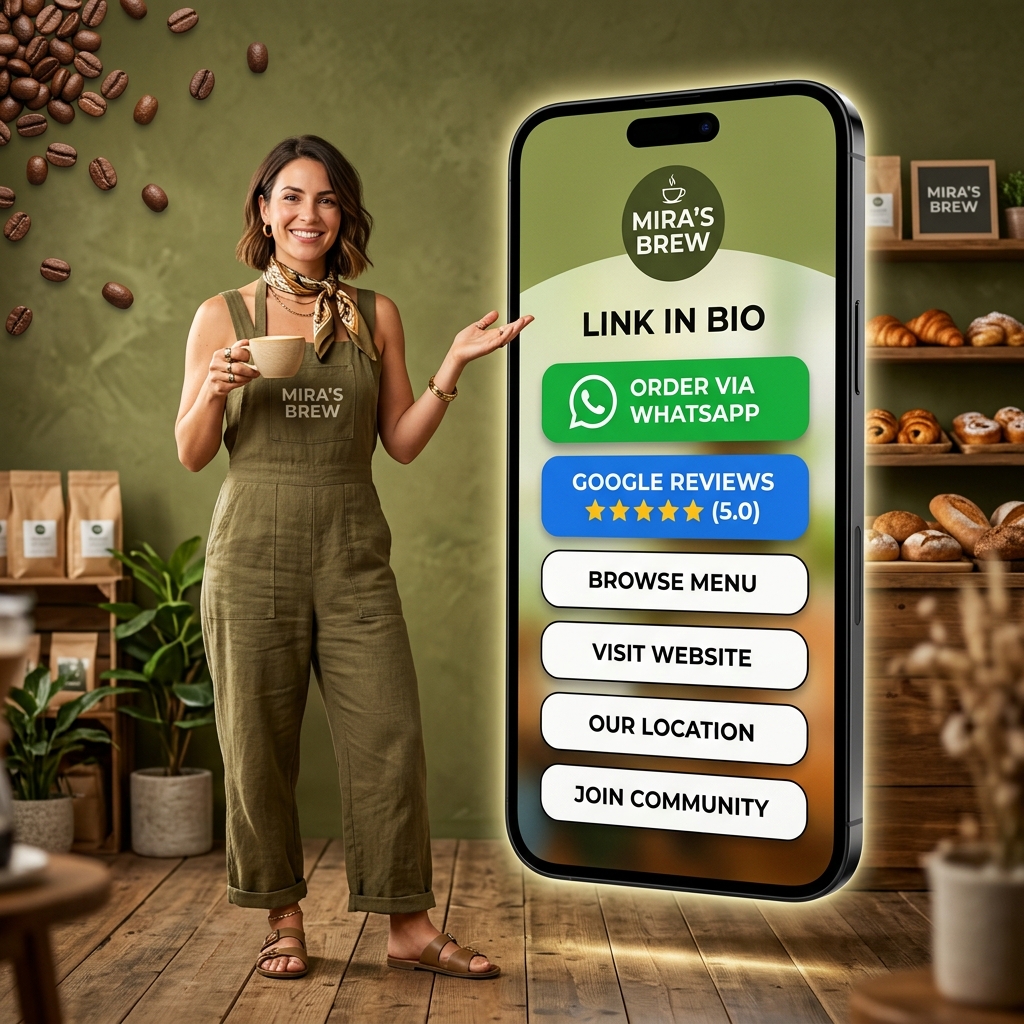 MIRA'S
BREW
MIRA'S
BREW
LINK IN BIO
ORDER VIA
WHATSAPP
GOOGLE REVIEWS
(5.0)
BROWSE MENU
VISIT WEBSITE
OUR LOCATION
JOIN COMMUNITY
MIRA'S
BREW